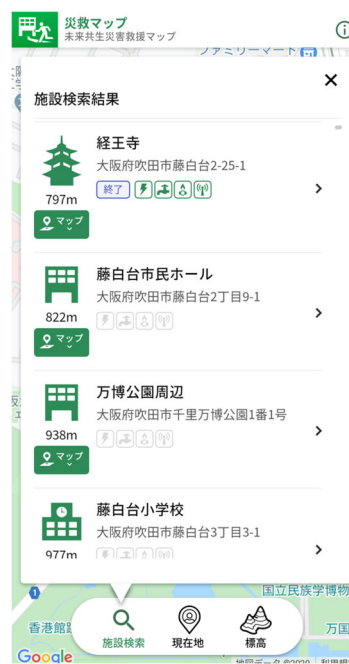 災救マップ
未来共生災害救援マップ
ファミリーマート
施設検索結果
経王寺
大阪府吹田市藤白台2-25-1
終了
797m
マップ
藤白台市民ホール
大阪府吹田市藤白台2丁目9-1
822m
マップ
万博公園周辺
大阪府吹田市千里万博公園1番1号
938m
マップ
藤白台小学校
大阪府吹田市藤白台3丁目3-1
977m
1
国立民族学博物
香港館
万国
施設検索
現在地
標高
Google
地図データ ©2020
利用規